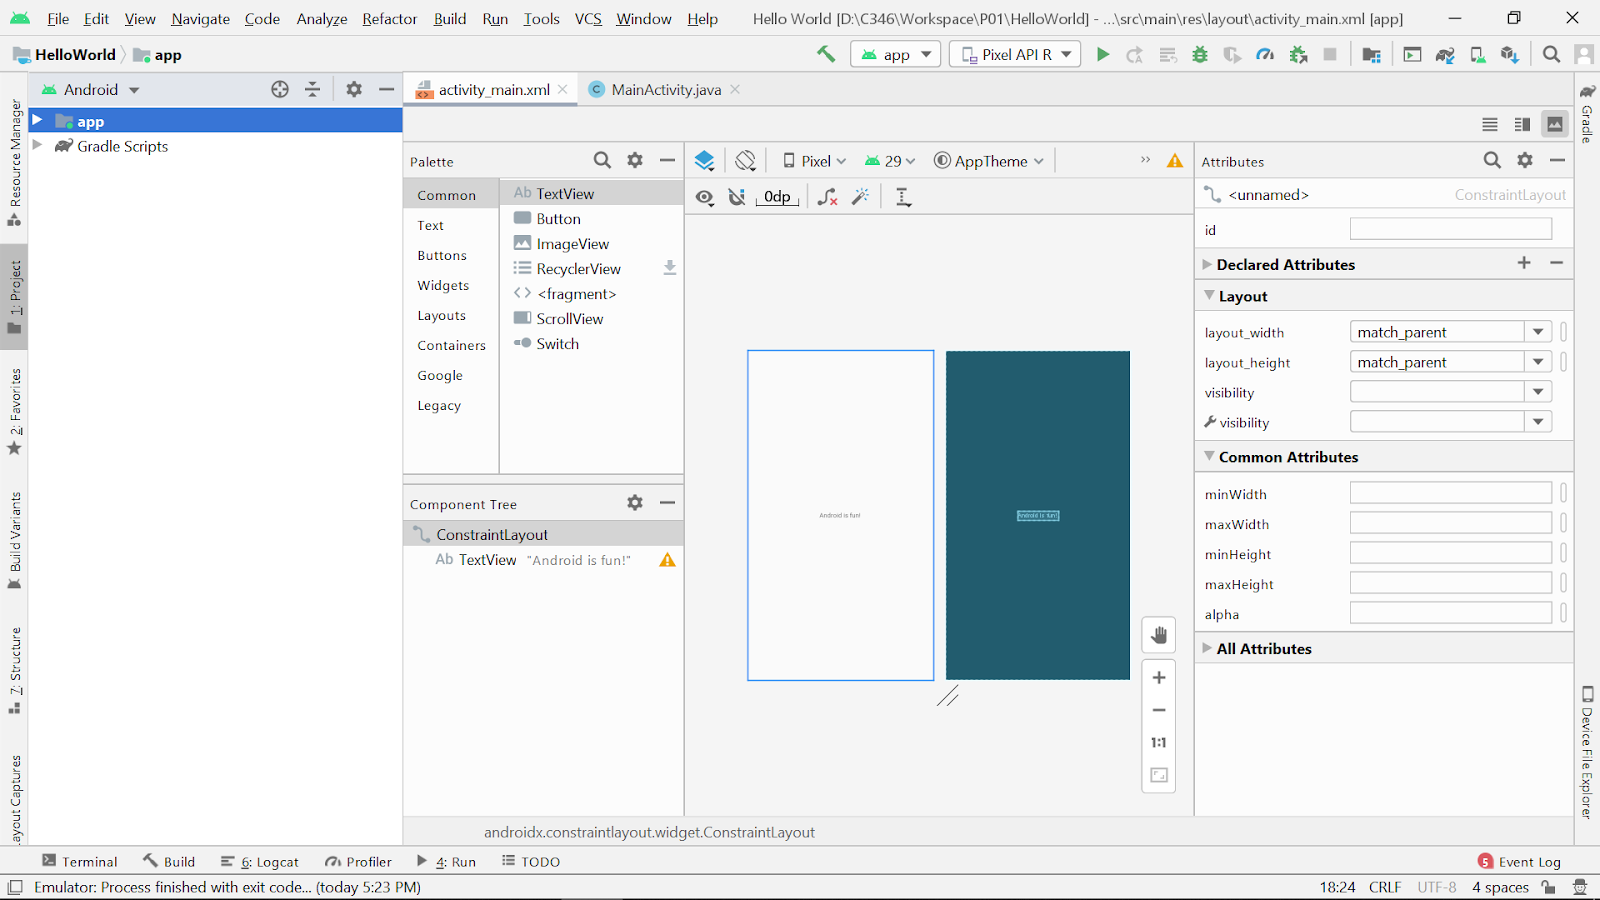 File Edit View Navigate Code Analyze Refactor Build Run Tools VCS Window Help Hello World [D:\C346\Workspace\P01\HelloWorld] - ...\src\main\res\layout\activity_main.xml [app]
HelloWorld app
app Pixel API R
Android
activity_main.xml MainActivity.java
app
Gradle Scripts
Resource Manager
1: Project
2: Favorites
Build Variants
7: Structure
Layout Captures
Palette
Common
Text
Buttons
Widgets
Layouts
Containers
Google
Legacy
Ab TextView
Button
ImageView
RecyclerView
<fragment>
ScrollView
Switch
Component Tree
ConstraintLayout
Ab TextView "Android is fun!"
Pixel 29 AppTheme »
0dp
Android is fun!
Android is fun!
1:1
Attributes
<unnamed> ConstraintLayout
id
Declared Attributes
Layout
layout_width match_parent
layout_height match_parent
visibility
visibility
Common Attributes
minWidth
maxWidth
minHeight
maxHeight
alpha
All Attributes
Gradle
Device File Explorer
androidx.constraintlayout.widget.ConstraintLayout
Terminal Build 6: Logcat Profiler 4: Run TODO 5 Event Log
Emulator: Process finished with exit code... (today 5:23 PM) 18:24 CRLF UTF-8 4 spaces